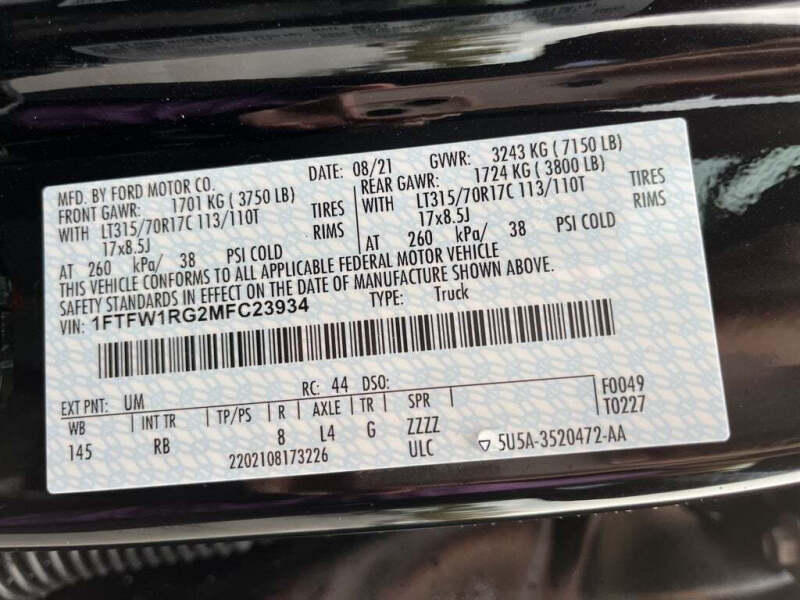 MFD. BY FORD MOTOR CO. DATE: 08/21 GVWR: 3243 KG ( 7150 LB)
FRONT GAWR: 1701 KG ( 3750 LB) REAR GAWR: 1724 KG ( 3800 LB)
WITH LT315/70R17C 113/110T TIRES WITH LT315/70R17C 113/110T TIRES
17x8.5J RIMS 17x8.5J RIMS
AT 260 kPa/ 38 PSI COLD AT 260 kPa/ 38 PSI COLD
THIS VEHICLE CONFORMS TO ALL APPLICABLE FEDERAL MOTOR VEHICLE
SAFETY STANDARDS IN EFFECT ON THE DATE OF MANUFACTURE SHOWN ABOVE.
VIN: 1FTFW1RG2MFC23934 TYPE: Truck
EXT PNT: UM RC: 44 DSO: F0049
WB INT TR TP/PS R AXLE TR SPR T0227
145 RB 8 L4 G ZZZZ
2202108173226 ULC 5U5A-3520472-AA